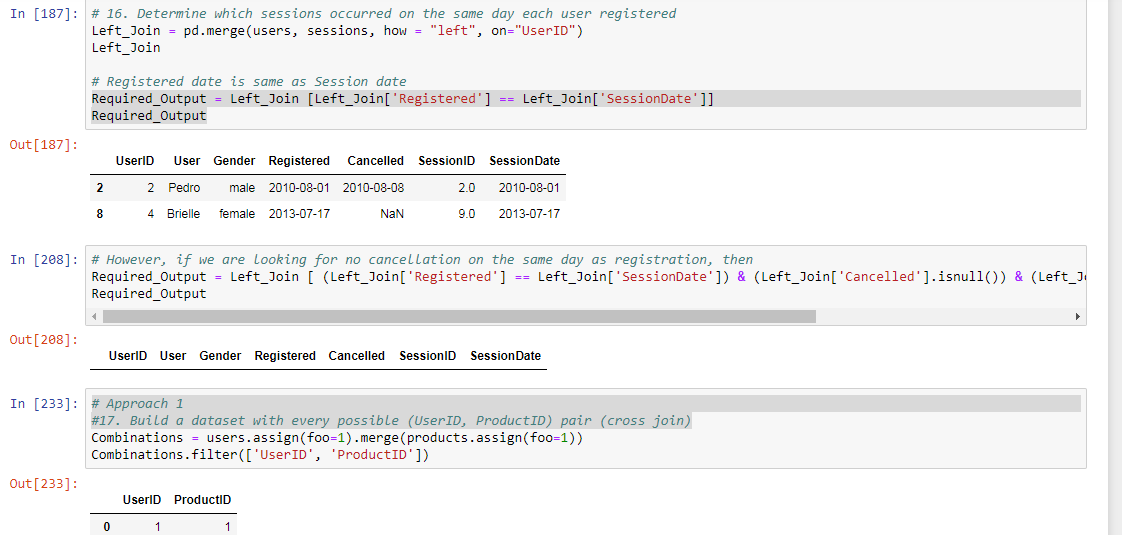 In [187]: # 16. Determine which sessions occurred on the same day each user registered
Left_Join = pd.merge(users, sessions, how = "left", on="UserID")
Left_Join
# Registered date is same as Session date
Required_Output = Left_Join [Left_Join['Registered'] == Left_Join['SessionDate']]
Required_Output
Out[187]:
UserID User Gender Registered Cancelled SessionID SessionDate
2 2 Pedro male 2010-08-01 2010-08-08 2.0 2010-08-01
8 4 Brielle female 2013-07-17 NaN 9.0 2013-07-17
In [208]: # However, if we are looking for no cancellation on the same day as registration, then
Required_Output = Left_Join [ (Left_Join['Registered'] == Left_Join['SessionDate']) & (Left_Join['Cancelled'].isnull()) &
Required_Output
Out[208]:
UserID User Gender Registered Cancelled SessionID SessionDate
In [233]: # Approach 1
#17. Build a dataset with every possible (UserID, ProductID) pair (cross join)
Combinations = users.assign(foo=1).merge(products.assign(foo=1))
Combinations.filter(['UserID', 'ProductID'])
Out[233]:
UserID ProductID
0 1 1